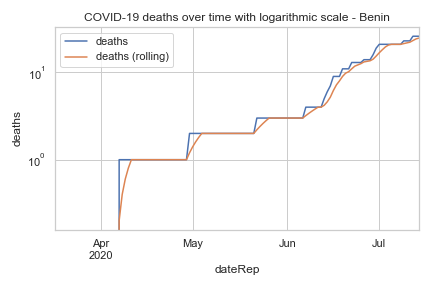 COVID-19 deaths over time with logarithmic scale - Benin
deaths
deaths (rolling)
10¹
10⁰
deaths
Apr
2020
May
Jun
Jul
dateRep